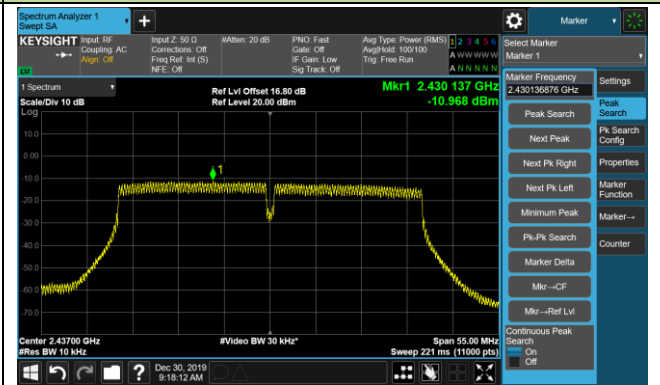 Spectrum Analyzer 1
Swept SA
+
Marker
KEYSIGHT
Input: RF
Coupling: AC
Align: Off
Input Z: 50 Ω
Corrections: Off
Freq Ref: Int (S)
NFE: Off
#Atten: 20 dB
PNO: Fast
Gate: Off
IF Gain: Low
Sig Track: Off
Avg Type: Power (RMS)
Avg|Hold: 100/100
Trig: Free Run
1 2 3 4 5 6
A W W W W W
A N N N N N
LXI
Select Marker
Marker 1
1 Spectrum
Scale/Div 10 dB
Log
Ref Lvl Offset 16.80 dB
Ref Level 20.00 dBm
Mkr1 2.430 137 GHz
-10.968 dBm
10.0
0.00
-10.0
-20.0
-30.0
-40.0
-50.0
-60.0
-70.0
1
Center 2.43700 GHz
#Res BW 10 kHz
#Video BW 30 kHz*
Span 55.00 MHz
Sweep 221 ms (11000 pts)
Marker Frequency
2.430136876 GHz
Peak Search
Next Peak
Next Pk Right
Next Pk Left
Minimum Peak
Pk-Pk Search
Marker Delta
Mkr→CF
Mkr→Ref Lvl
Continuous Peak
Search
On
Off
Settings
Peak
Search
Pk Search
Config
Properties
Marker
Function
Marker→
Counter
?
Dec 30, 2019
9:18:12 AM